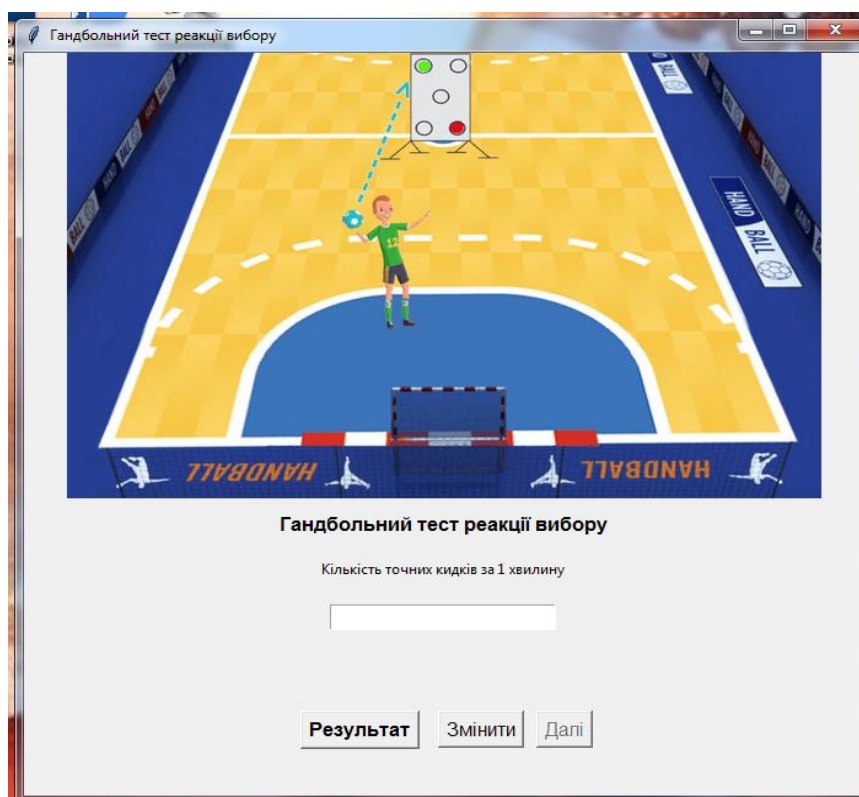 Гандбольний тест реакції вибору
HAND BALL
12
HANDBALL
HANDBALL
Гандбольний тест реакції вибору
Кількість точних кидків за 1 хвилину
Результат
Змінити
Далі